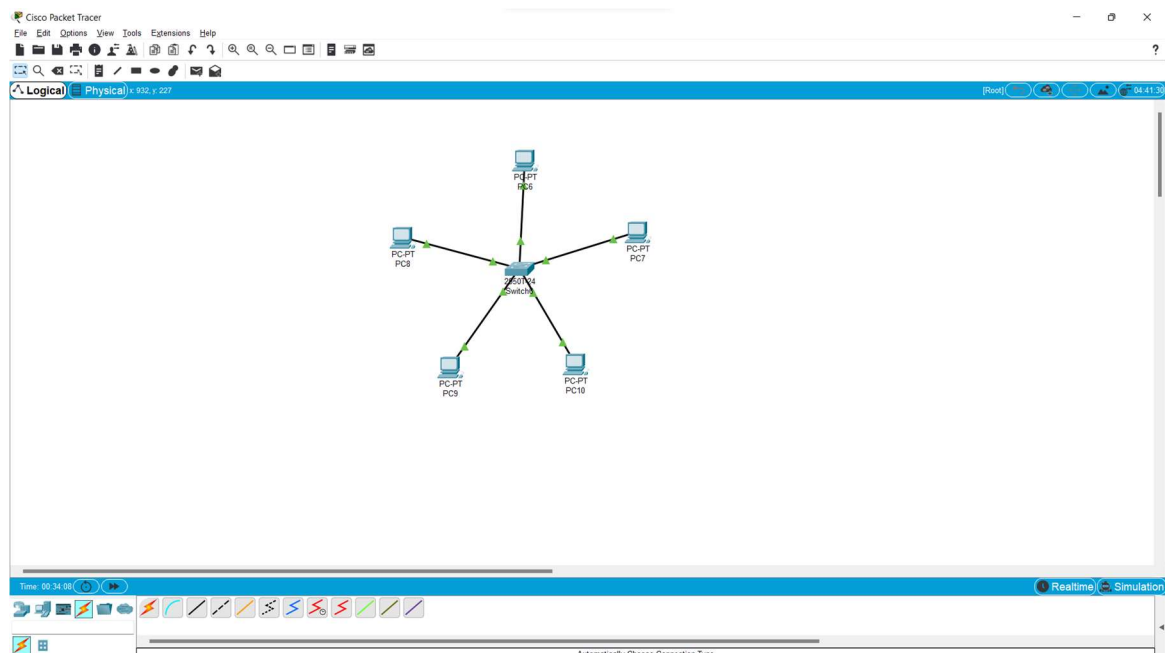 Cisco Packet Tracer
File Edit Options View Tools Extensions Help
?
Logical Physical x: 932, y: 227 [Root] 04:41:30
PC-PT
PC6
PC-PT
PC8
PC-PT
PC7
2950T-24
PC-PT
PC9
PC-PT
PC10
Time: 00:34:08 Realtime Simulation
Automatically Choose Connection Type